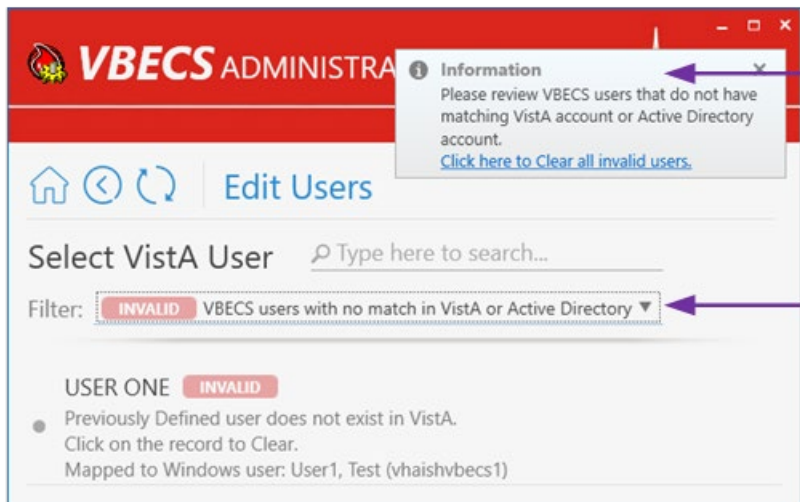 VBECS ADMINISTRA
Information
Please review VBECS users that do not have
matching VistA account or Active Directory
account.
Click here to Clear all invalid users.
Edit Users
Select VistA User
Type here to search...
Filter: INVALID VBECS users with no match in VistA or Active Directory
USER ONE INVALID
Previously Defined user does not exist in VistA.
Click on the record to Clear.
Mapped to Windows user: User1, Test (vhaishvbecs1)